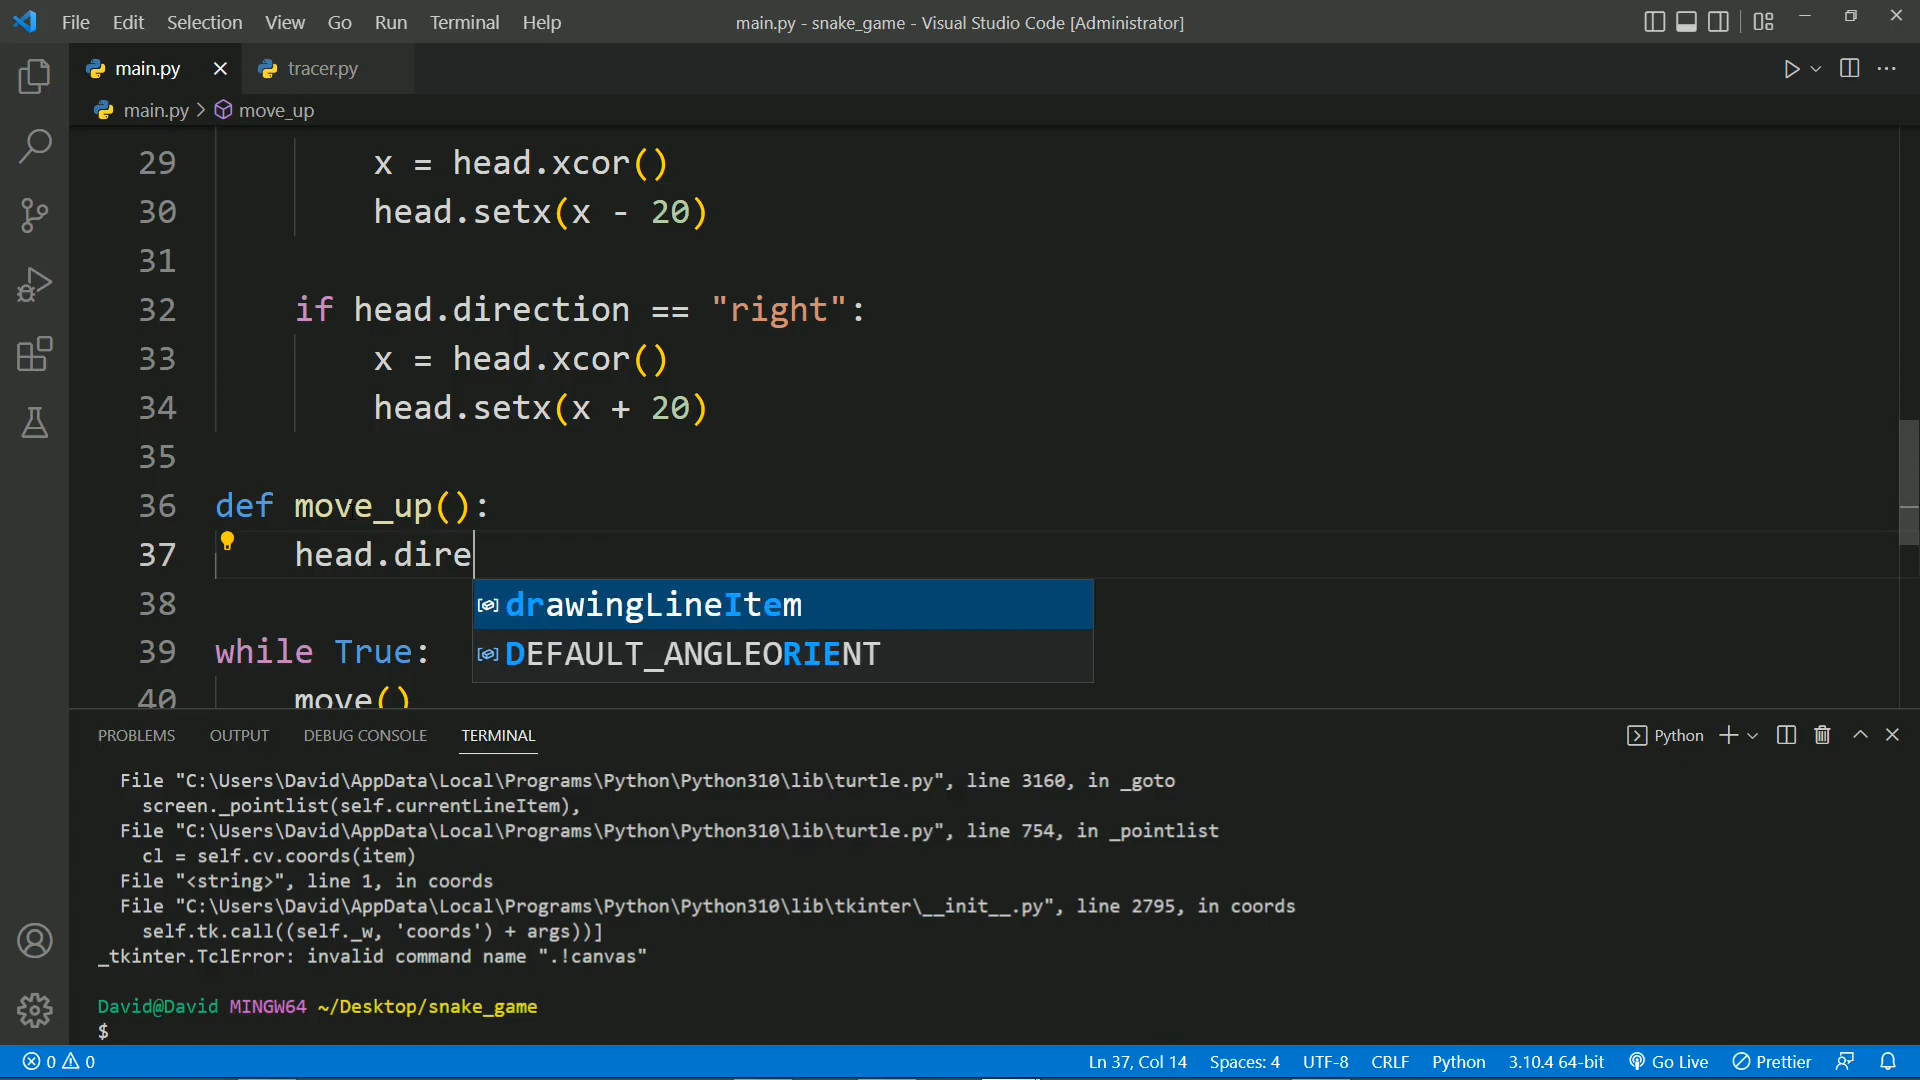 File Edit Selection View Go Run Terminal Help
main.py - snake_game - Visual Studio Code [Administrator]
main.py
tracer.py
main.py > move_up
29 x = head.xcor()
30 head.setx(x - 20)
31
32 if head.direction == "right":
33 x = head.xcor()
34 head.setx(x + 20)
35
36 def move_up():
37 head.dire
38 drawingLineItem
39 while True: DEFAULT_ANGLEORIENT
40 move()
PROBLEMS OUTPUT DEBUG CONSOLE TERMINAL Python
File "C:\Users\David\AppData\Local\Programs\Python\Python310\lib\turtle.py", line 3160, in _goto
screen._pointlist(self.currentLineItem),
File "C:\Users\David\AppData\Local\Programs\Python\Python310\lib\turtle.py", line 754, in _pointlist
cl = self.cv.coords(item)
File "<string>", line 1, in coords
File "C:\Users\David\AppData\Local\Programs\Python\Python310\lib\tkinter\__init__.py", line 2795, in coords
self.tk.call((self._w, 'coords') + args))]
_tkinter.TclError: invalid command name ".!canvas"
David@David MINGW64 ~/Desktop/snake_game
$
0 0 Ln 37, Col 14 Spaces: 4 UTF-8 CRLF Python 3.10.4 64-bit Go Live Prettier